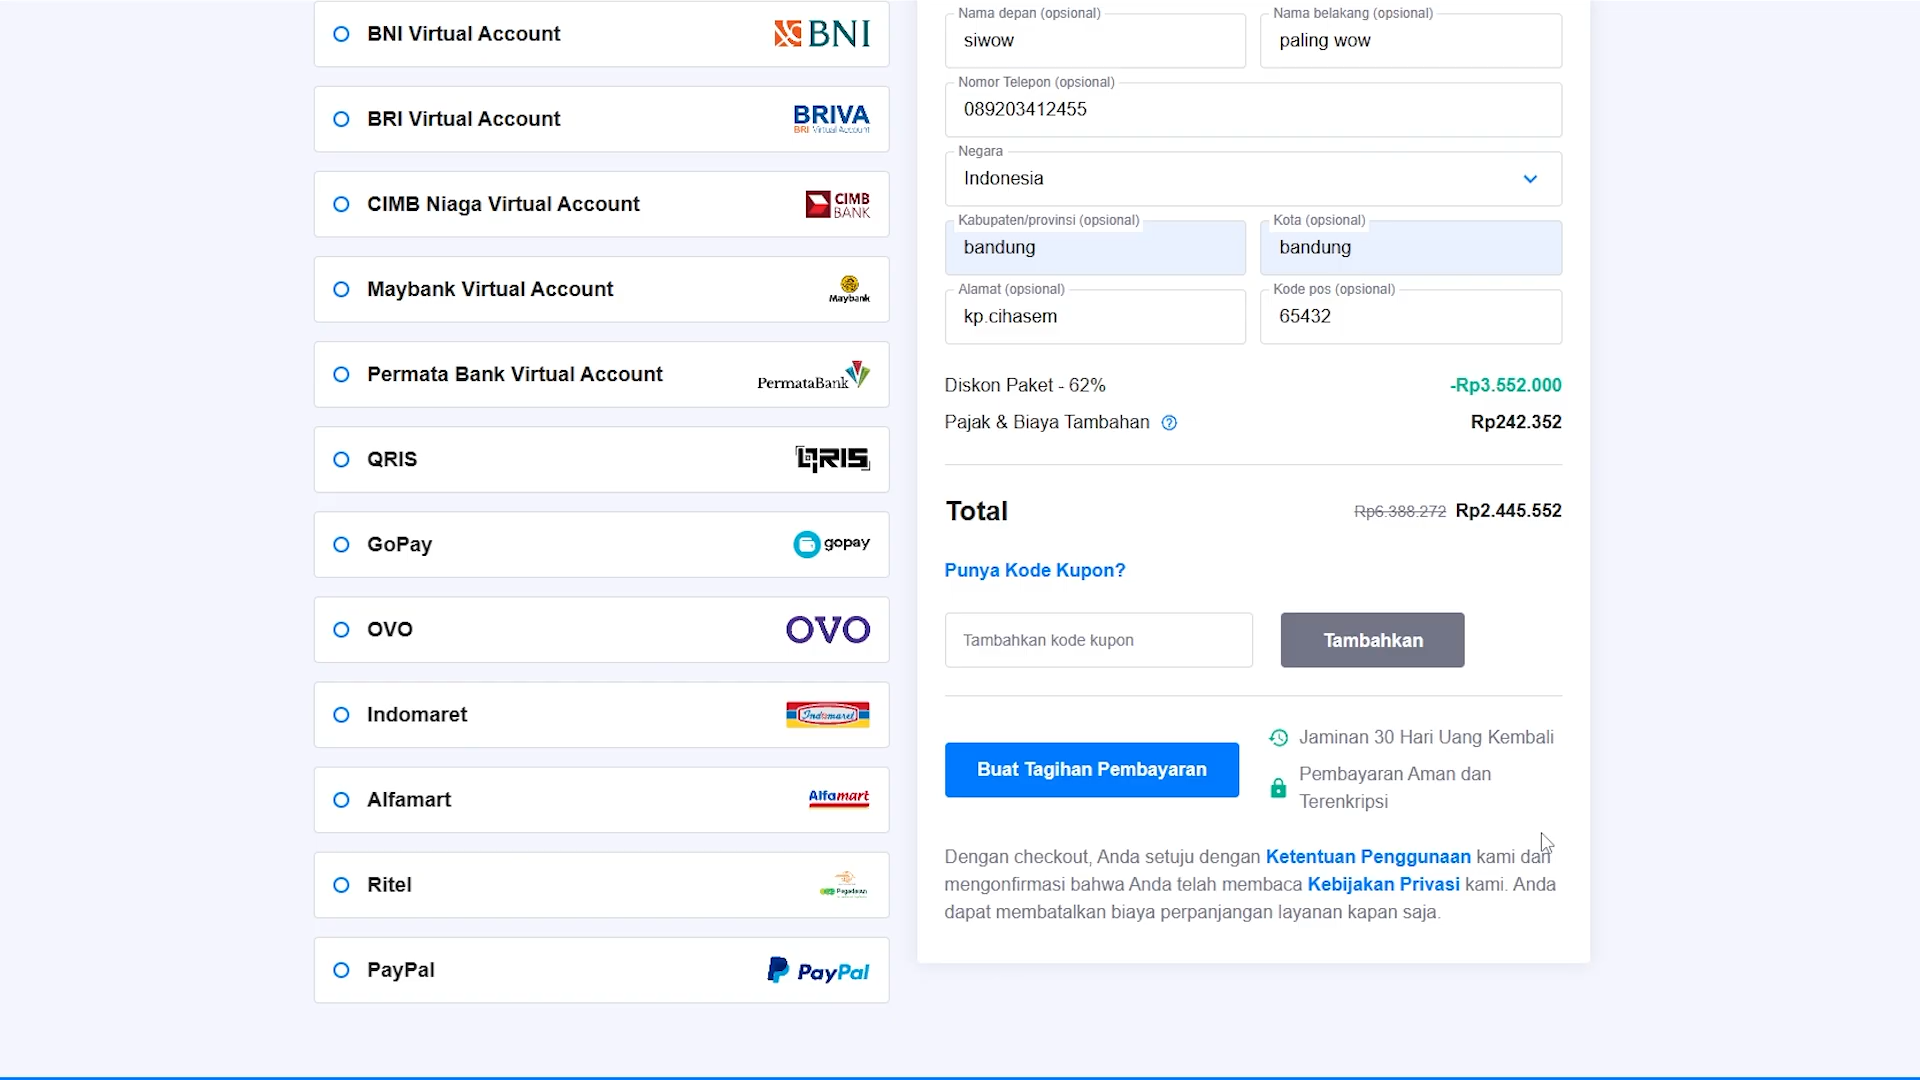 BNI Virtual Account
BNI
BRI Virtual Account
BRIVA
BRI Virtual Account
CIMB Niaga Virtual Account
CIMB
BANK
Maybank Virtual Account
Maybank
Permata Bank Virtual Account
PermataBank
QRIS
QRIS
GoPay
gopay
OVO
OVO
Indomaret
Indomaret
Alfamart
Alfamart
Ritel
Pegadaian
PayPal
PayPal
Nama depan (opsional)
siwow
Nama belakang (opsional)
paling wow
Nomor Telepon (opsional)
089203412455
Negara
Indonesia
Kabupaten/provinsi (opsional)
bandung
Kota (opsional)
bandung
Alamat (opsional)
kp.cihasem
Kode pos (opsional)
65432
Diskon Paket - 62% -Rp3.552.000
Pajak & Biaya Tambahan Rp242.352
Total Rp6.388.272 Rp2.445.552
Punya Kode Kupon?
Tambahkan kode kupon
Tambahkan
Buat Tagihan Pembayaran
Jaminan 30 Hari Uang Kembali
Pembayaran Aman dan
Terenkripsi
Dengan checkout, Anda setuju dengan Ketentuan Penggunaan kami dan
mengonfirmasi bahwa Anda telah membaca Kebijakan Privasi kami. Anda
dapat membatalkan biaya perpanjangan layanan kapan saja.